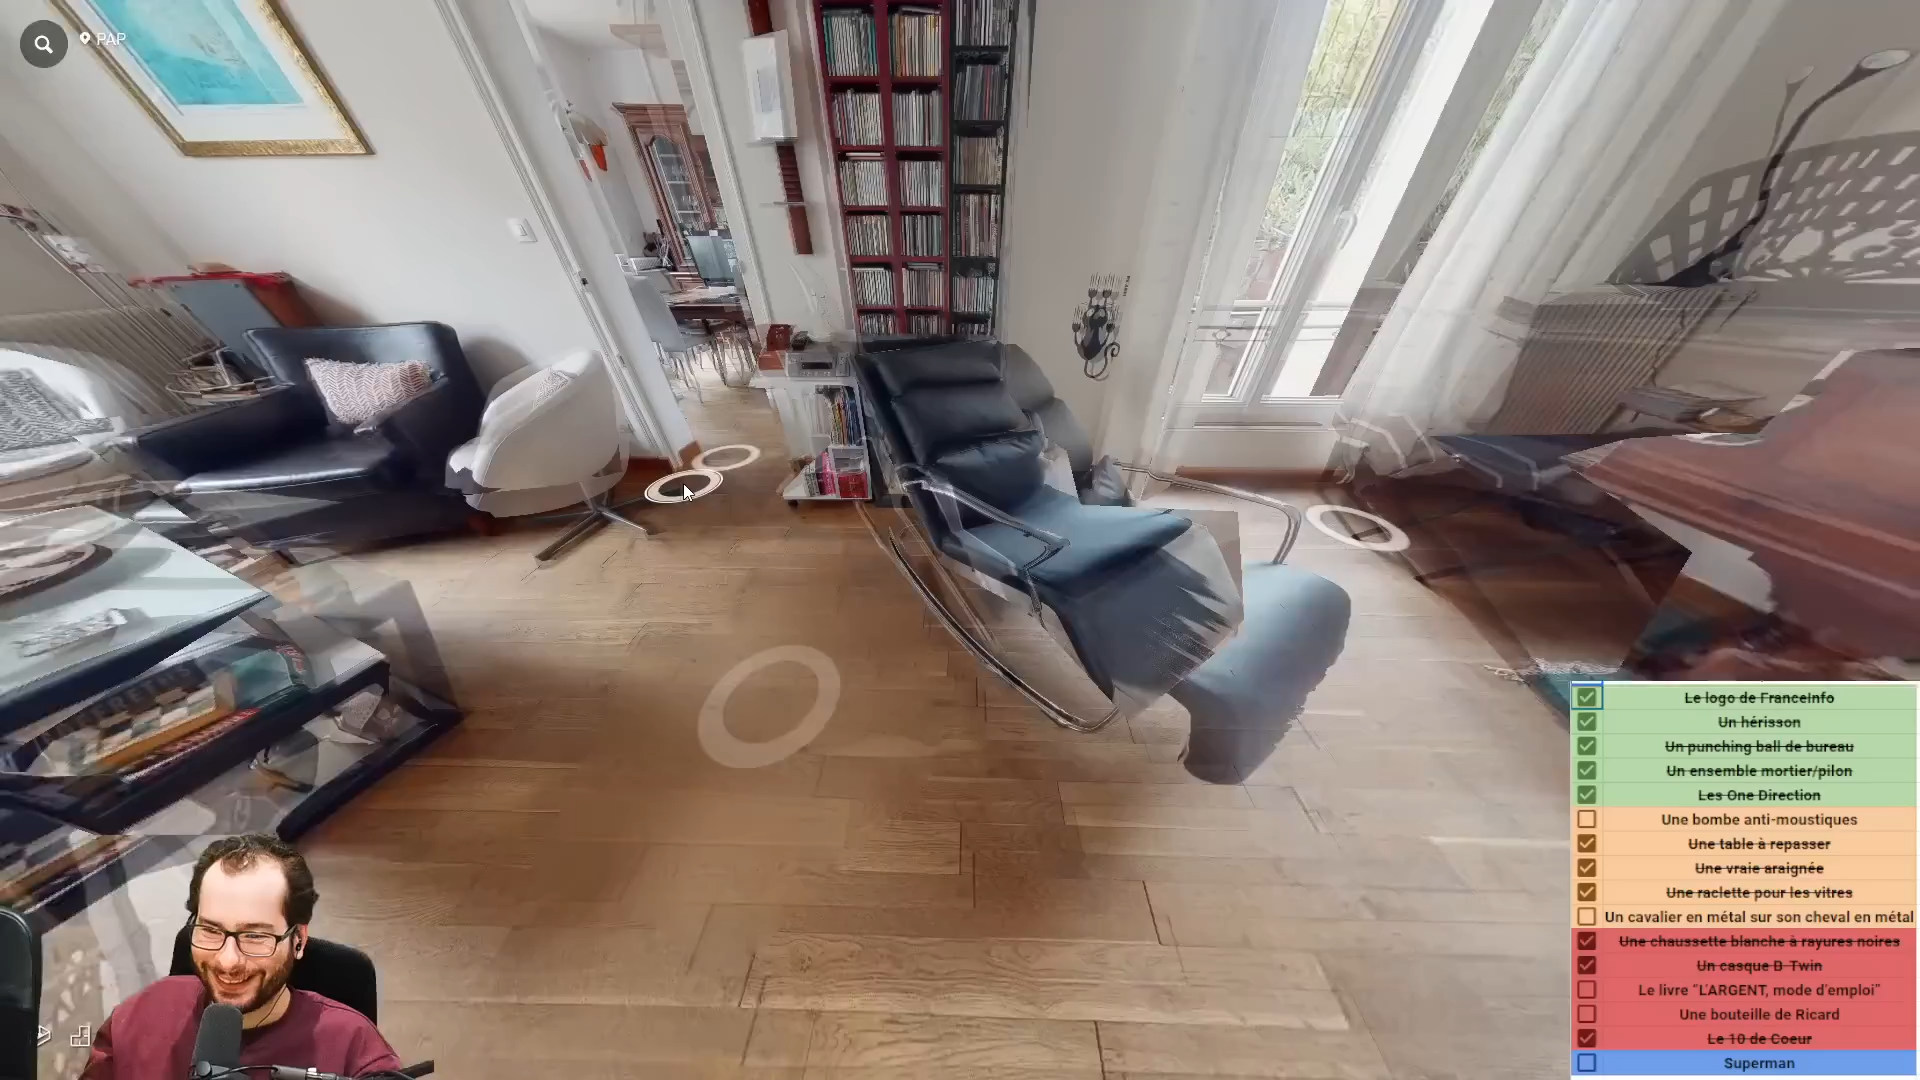 PAP
Le logo de FranceInfo
Un hérisson
Un punching ball de bureau
Un ensemble mortier/pilon
Les One Direction
Une bombe anti-moustiques
Une table à repasser
Une vraie araignée
Une raclette pour les vitres
Un cavalier en métal sur son cheval en métal
Une chaussette blanche à rayures noires
Un casque B-Twin
Le livre "L'ARGENT, mode d'emploi"
Une bouteille de Ricard
Le 10 de Coeur
Superman